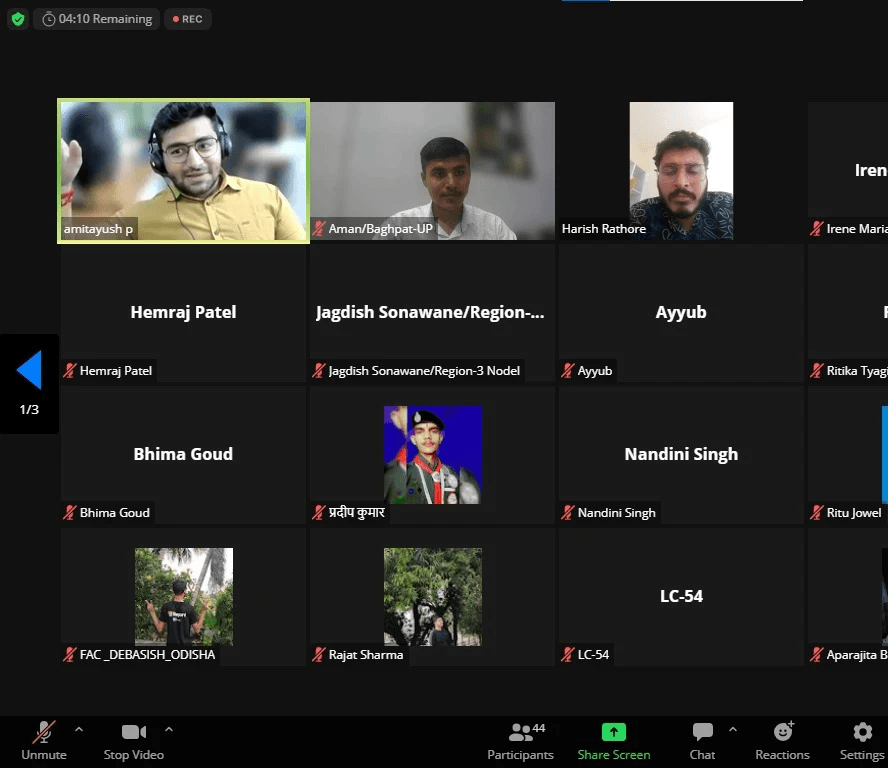 04:10 Remaining
REC
amitayush p
Aman/Baghpat-UP
Harish Rathore
Iren
Irene Maria
Hemraj Patel
Jagdish Sonawane/Region-...
Ayyub
Hemraj Patel
Jagdish Sonawane/Region-3 Nodel
Ayyub
Ritika Tyagi
1/3
Bhima Goud
Nandini Singh
Bhima Goud
प्रदीप कुमार
Nandini Singh
Ritu Jowel
LC-54
FAC_DEBASISH_ODISHA
Rajat Sharma
LC-54
Aparajita B
44
Unmute
Stop Video
Participants
Share Screen
Chat
Reactions
Settings